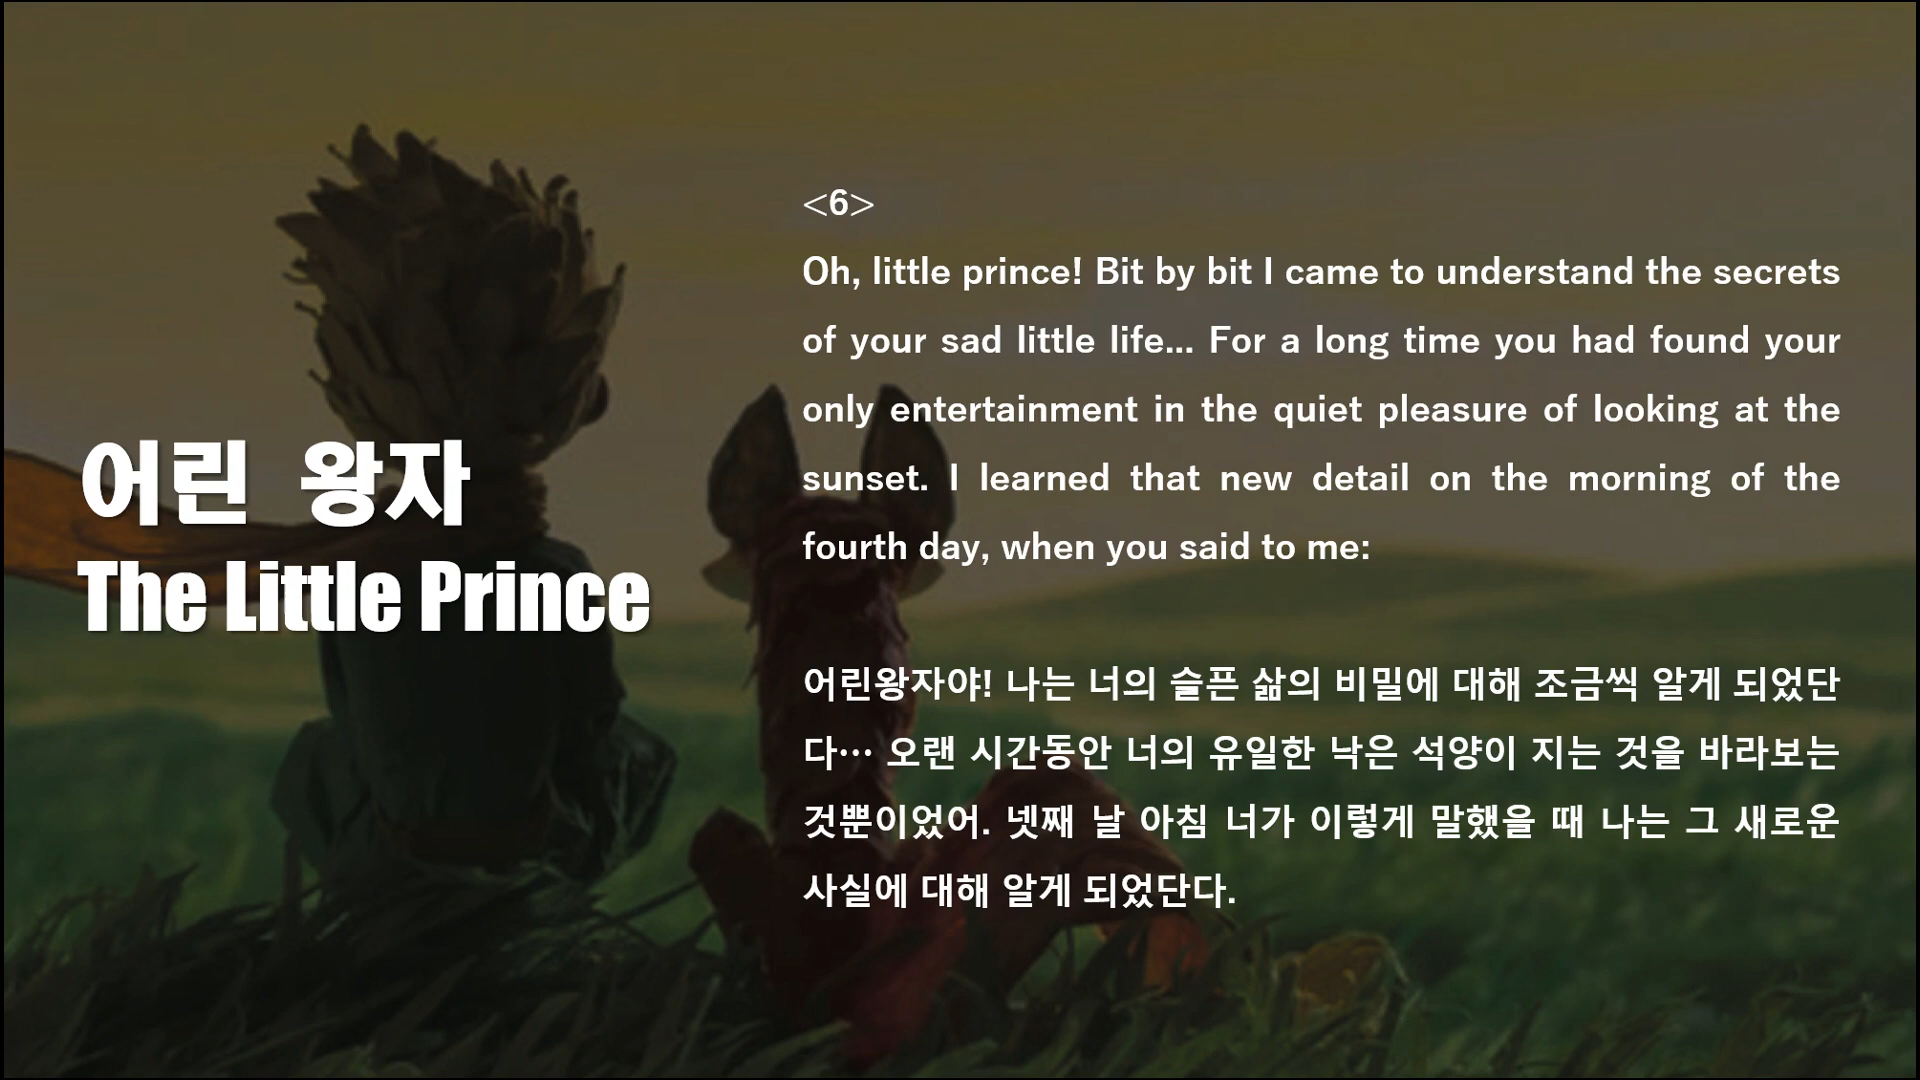 어린 왕자
The Little Prince
<6>
Oh, little prince! Bit by bit I came to understand the secrets
of your sad little life... For a long time you had found your
only entertainment in the quiet pleasure of looking at the
sunset. I learned that new detail on the morning of the
fourth day, when you said to me:
어린왕자야! 나는 너의 슬픈 삶의 비밀에 대해 조금씩 알게 되었단
다… 오랜 시간동안 너의 유일한 낙은 석양이 지는 것을 바라보는
것뿐이었어. 넷째 날 아침 너가 이렇게 말했을 때 나는 그 새로운
사실에 대해 알게 되었단다.